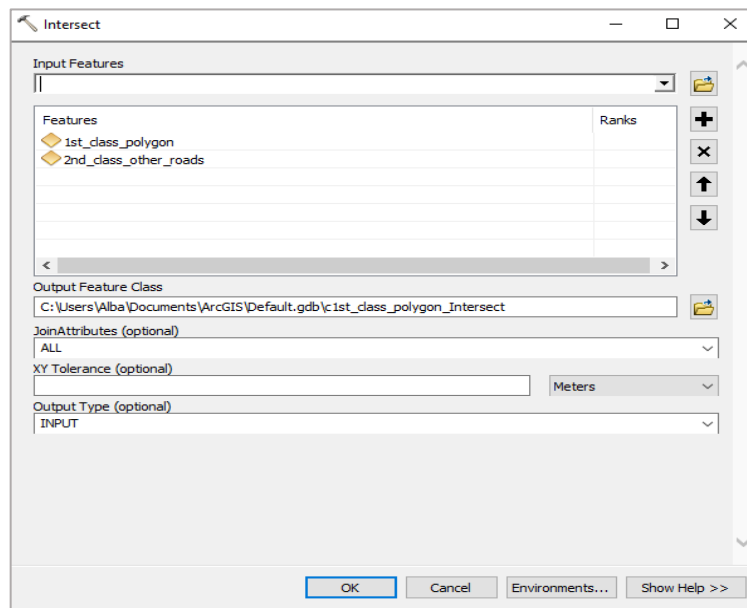 Intersect
Input Features
Features Ranks
1st_class_polygon
2nd_class_other_roads
Output Feature Class
C:\Users\Alba\Documents\ArcGIS\Default.gdb\c1st_class_polygon_Intersect
JoinAttributes (optional)
ALL
XY Tolerance (optional)
Meters
Output Type (optional)
INPUT
OK Cancel Environments... Show Help >>